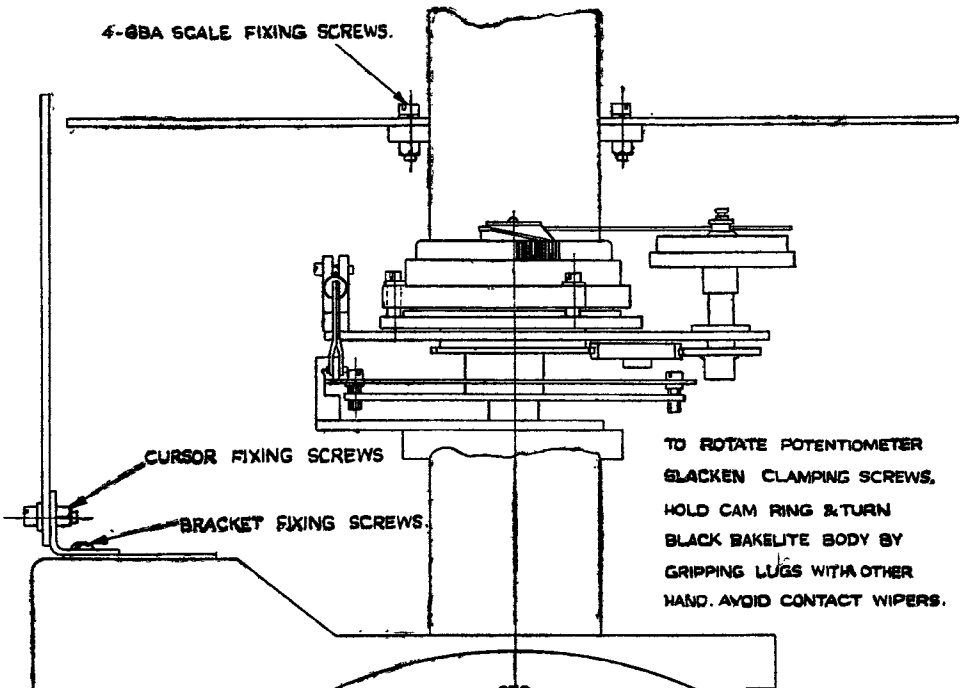 4-6BA SCALE FIXING SCREWS.
CURSOR FIXING SCREWS
BRACKET FIXING SCREWS.
TO ROTATE POTENTIOMETER
SLACKEN CLAMPING SCREWS.
HOLD CAM RING & TURN
BLACK BAKELITE BODY BY
GRIPPING LUGS WITH OTHER
HAND. AVOID CONTACT WIPERS.